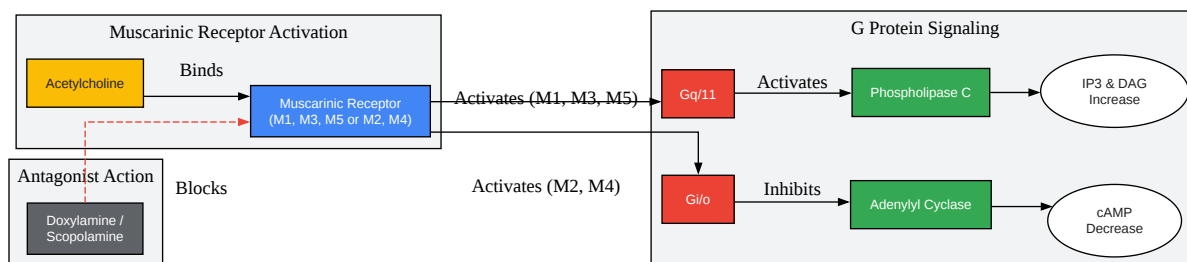 Muscarinic Receptor Activation
Acetylcholine
Binds
Muscarinic Receptor
(M1, M3, M5 or M2, M4)
Antagonist Action
Doxylamine /
Scopolamine
Blocks
Activates (M1, M3, M5)
Activates (M2, M4)
G Protein Signaling
Gq/11
Activates
Phospholipase C
IP3 & DAG
Increase
Gi/o
Inhibits
Adenylyl Cyclase
cAMP
Decrease